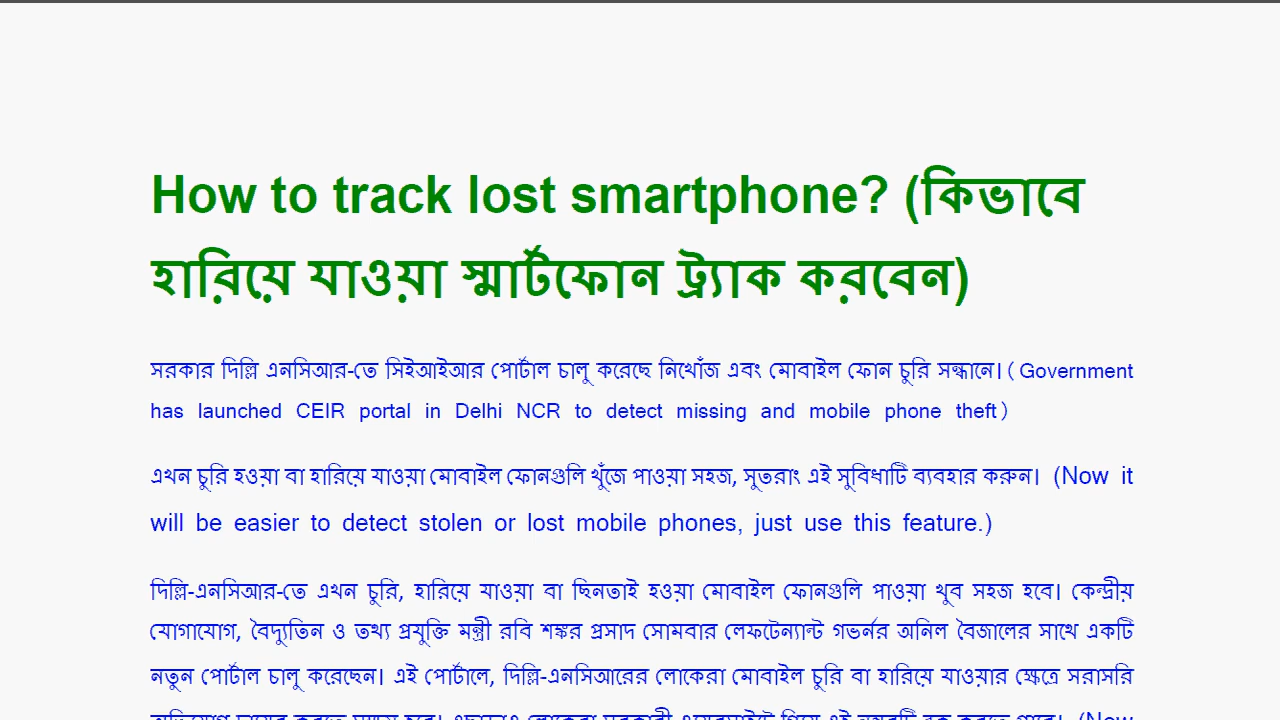 How to track lost smartphone? (কিভাবে
হারিয়ে যাওয়া স্মার্টফোন ট্র্যাক করবেন)
সরকার দিল্লি এনসিআর-তে সিইআইআর পোর্টাল চালু করেছে নিখোঁজ এবং মোবাইল ফোন চুরি সন্ধানে। ( Government
has launched CEIR portal in Delhi NCR to detect missing and mobile phone theft )
এখন চুরি হওয়া বা হারিয়ে যাওয়া মোবাইল ফোনগুলি খুঁজে পাওয়া সহজ, সুতরাং এই সুবিধাটি ব্যবহার করুন। (Now it
will be easier to detect stolen or lost mobile phones, just use this feature.)
দিল্লি-এনসিআর-তে এখন চুরি, হারিয়ে যাওয়া বা ছিনতাই হওয়া মোবাইল ফোনগুলি পাওয়া খুব সহজ হবে। কেন্দ্রীয়
যোগাযোগ, বৈদ্যুতিন ও তথ্য প্রযুক্তি মন্ত্রী রবি শঙ্কর প্রসাদ সোমবার লেফটেন্যান্ট গভর্নর অনিল বৈজালের সাথে একটি
নতুন পোর্টাল চালু করেছেন। এই পোর্টালে, দিল্লি-এনসিআরের লোকেরা মোবাইল চুরি বা হারিয়ে যাওয়ার ক্ষেত্রে সরাসরি
(Now